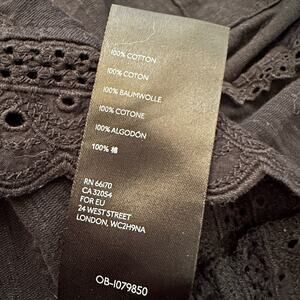 100% COTTON
100% COTON
100% BAUMWOLLE
100% COTONE
100% ALGODÓN
100% 棉
RN 66170
CA 32054
FOR EU
24 WEST STREET
LONDON, WC2H9NA
OB-1079850